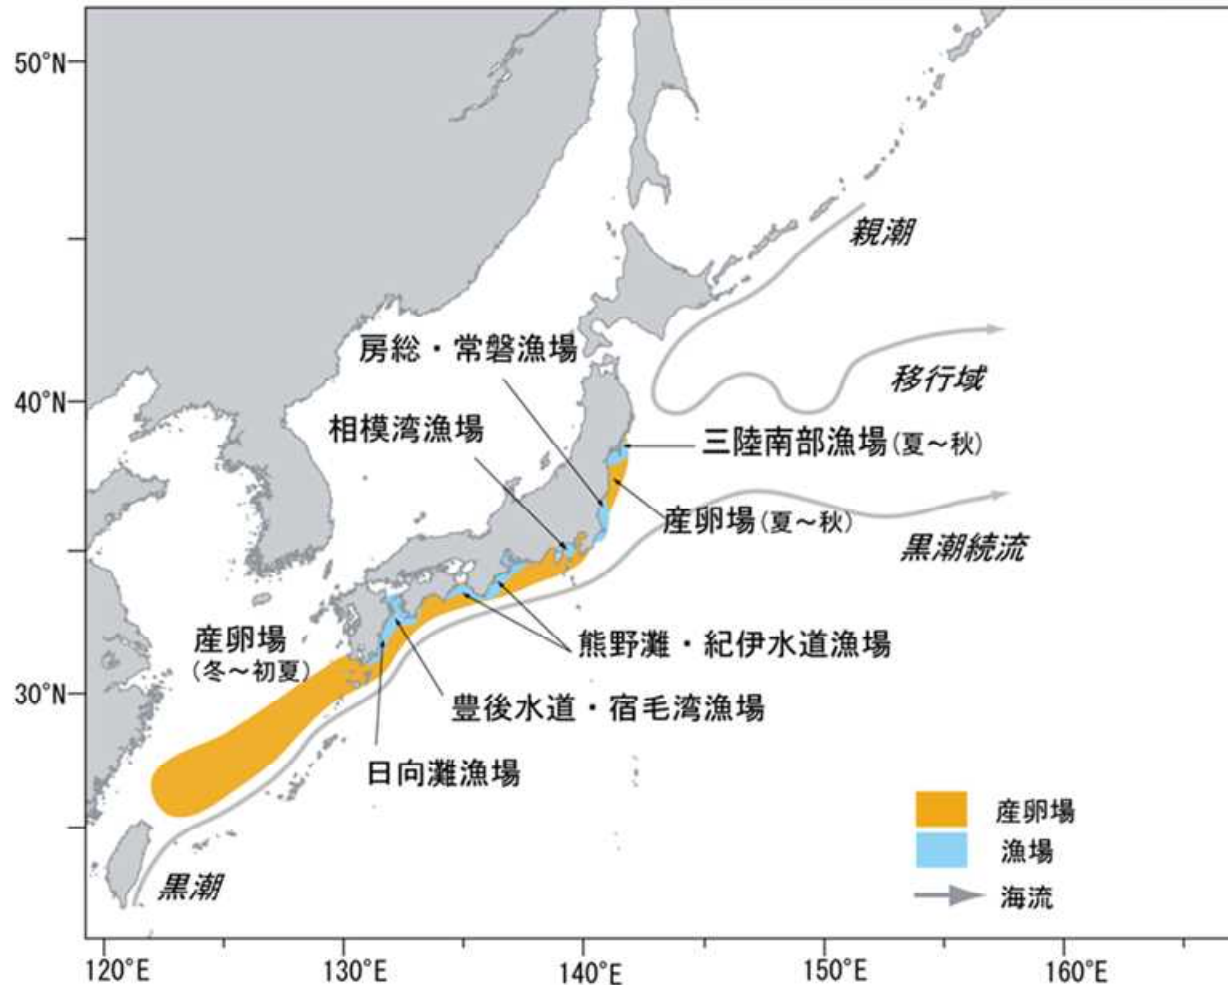 50°N
親潮
房総・常磐漁場
移行域
40°N
相模湾漁場
三陸南部漁場(夏～秋)
産卵場(夏～秋)
黒潮続流
産卵場
(冬～初夏)
熊野灘・紀伊水道漁場
30°N
豊後水道・宿毛湾漁場
日向灘漁場
産卵場
漁場
黒潮
海流
120°E
130°E
140°E
150°E
160°E